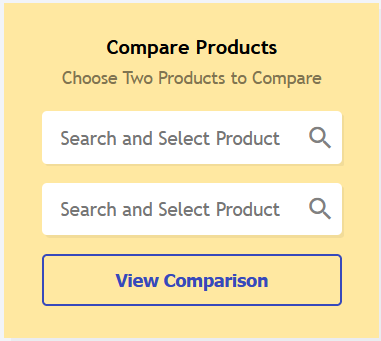 Compare Products
Choose Two Products to Compare
Search and Select Product
Search and Select Product
View Comparison